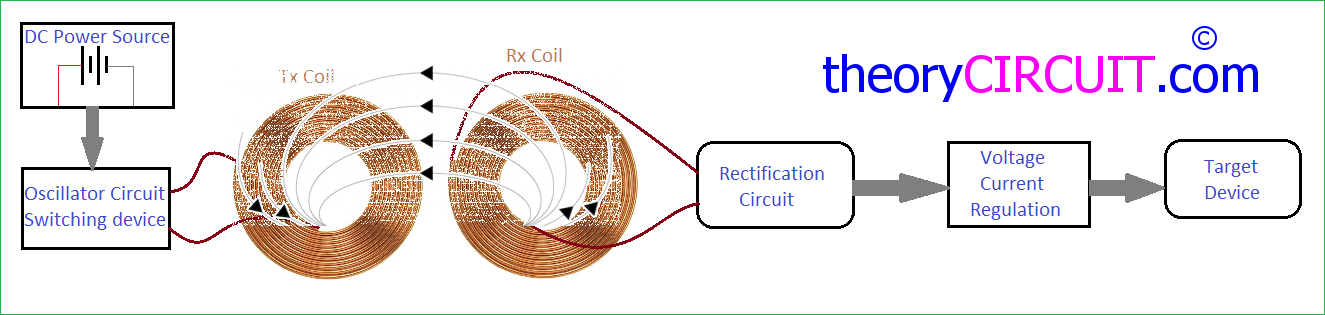 DC Power Source
Oscillator Circuit
Switching device
Tx Coil
Rx Coil
©
theoryCIRCUIT.com
Rectification
Circuit
Voltage
Current
Regulation
Target
Device